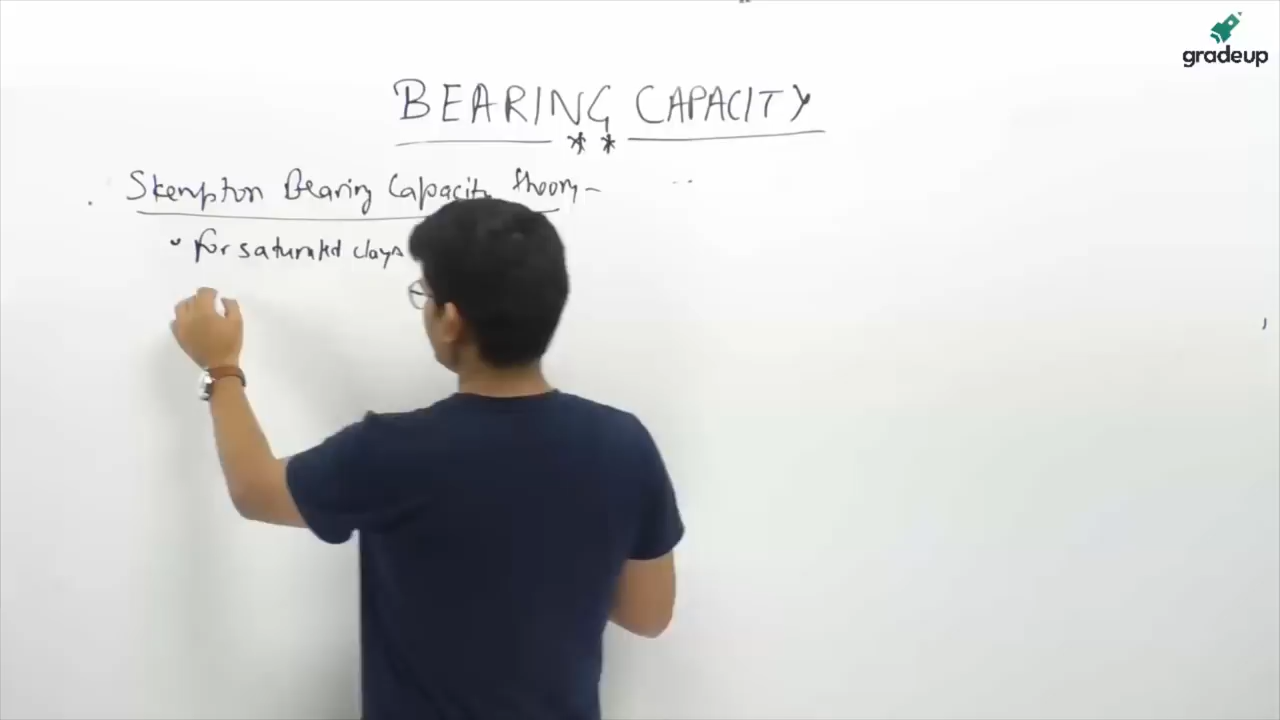 gradeup
BEARING CAPACITY
**
Skempton Bearing Capacity theory -
• for saturated clays